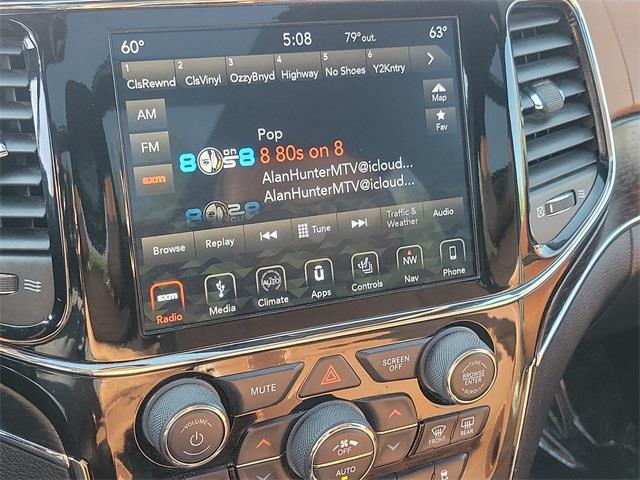 60° 5:08 79°out. 63°
1 ClsRewnd 2 ClsVinyl 3 OzzyBnyd 4 Highway 5 No Shoes 6 Y2Kntry
Map
Fav
AM
FM
sxm
8 on 8
80s
Pop
8 80s on 8
AlanHunterMTV@icloud...
AlanHunterMTV@icloud...
Browse Replay Tune Traffic & Weather Audio
sxm AUTO NW
Radio Media Climate Apps Controls Nav Phone
MUTE
SCREEN OFF
TUNE
BROWSE
ENTER
SCROLL
VOLUME
OFF
AUTO
FRONT
REAR